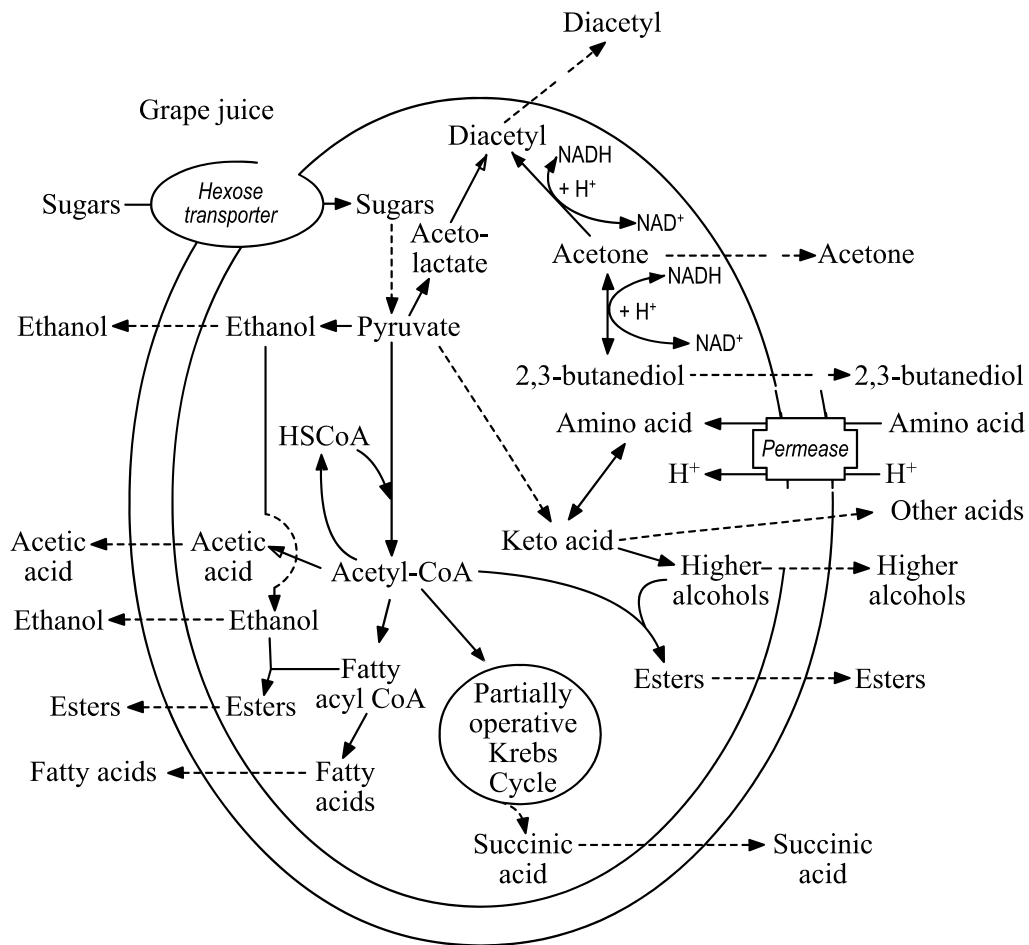 Diacetyl
Grape juice
Diacetyl
NADH
+ H⁺
NAD⁺
Sugars
Hexose
transporter
Sugars
Aceto-
lactate
Acetone
Acetone
NADH
+ H⁺
NAD⁺
Ethanol
Ethanol
Pyruvate
2,3-butanediol
2,3-butanediol
HSCoA
Amino acid
Permease
Amino acid
H⁺
H⁺
Other acids
Acetic
acid
Acetic
acid
Keto acid
Acetyl-CoA
Higher
alcohols
Higher
alcohols
Ethanol
Ethanol
Fatty
acyl CoA
Esters
Esters
Esters
Esters
Partially
operative
Krebs
Cycle
Fatty acids
Fatty
acids
Succinic
acid
Succinic
acid